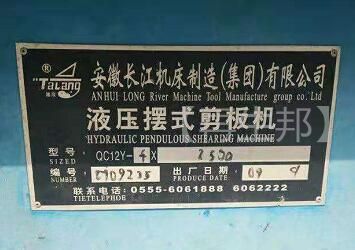 TaLang
安徽长江机床制造(集团)有限公司
ANHUI LONG River Machine Tool Manufacture group co.! LTD
液压摆式剪板机
HYDRAULIC PENDULOUS SHEARING MACHINE
型号 QC12Y-4X2500
SIZED
编号 出厂日期 09
NUMBER DATE
联系电话: 0555-6061888 6062222
TIETELEPHOE
邦】